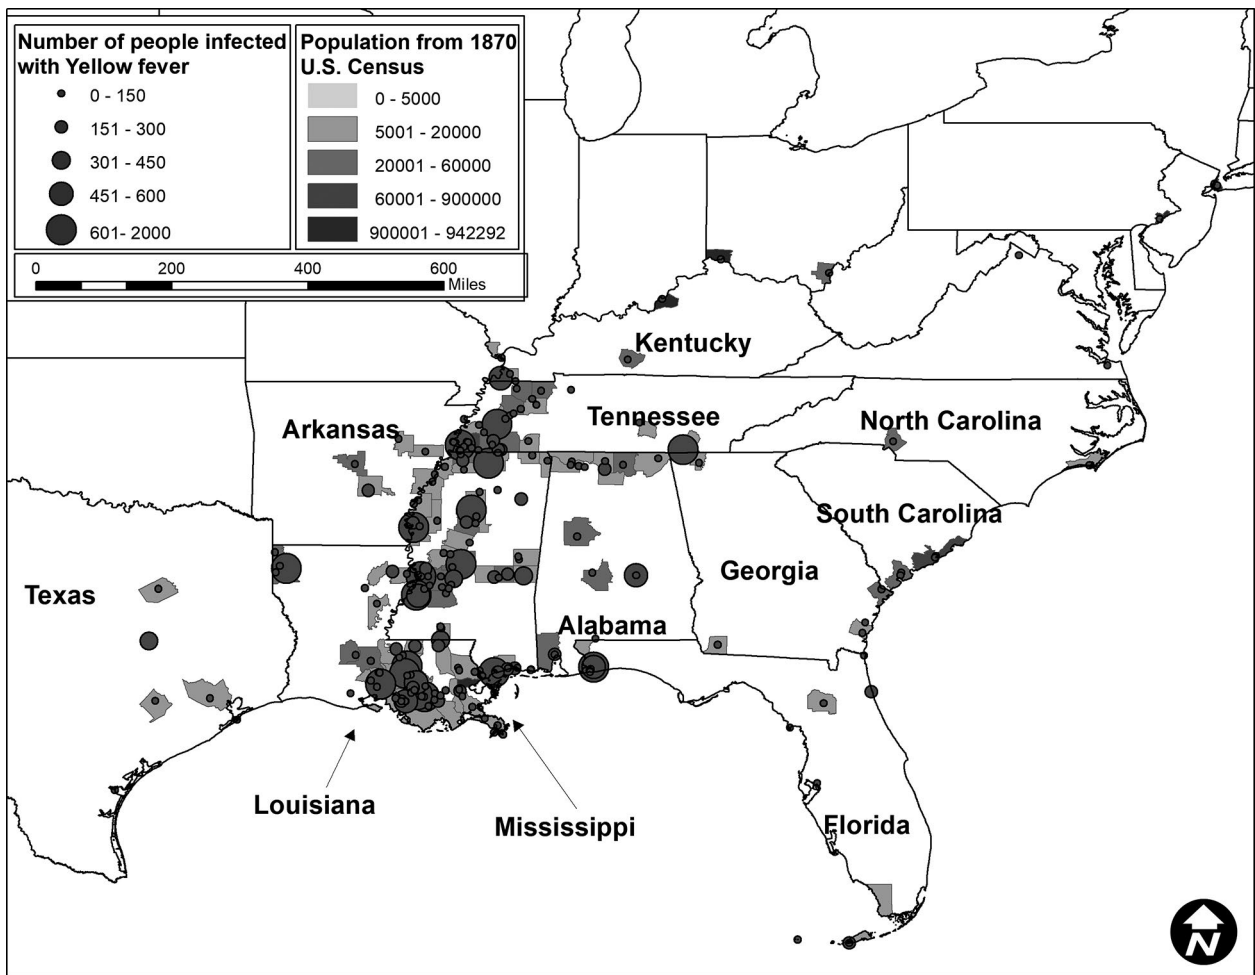 Number of people infected
with Yellow fever
0 - 150
151 - 300
301 - 450
451 - 600
601- 2000
Population from 1870
U.S. Census
0 - 5000
5001 - 20000
20001 - 60000
60001 - 900000
900001 - 942292
0 200 400 600
Miles
Kentucky
Tennessee
North Carolina
Arkansas
South Carolina
Georgia
Texas
Alabama
Louisiana
Mississippi
Florida
N